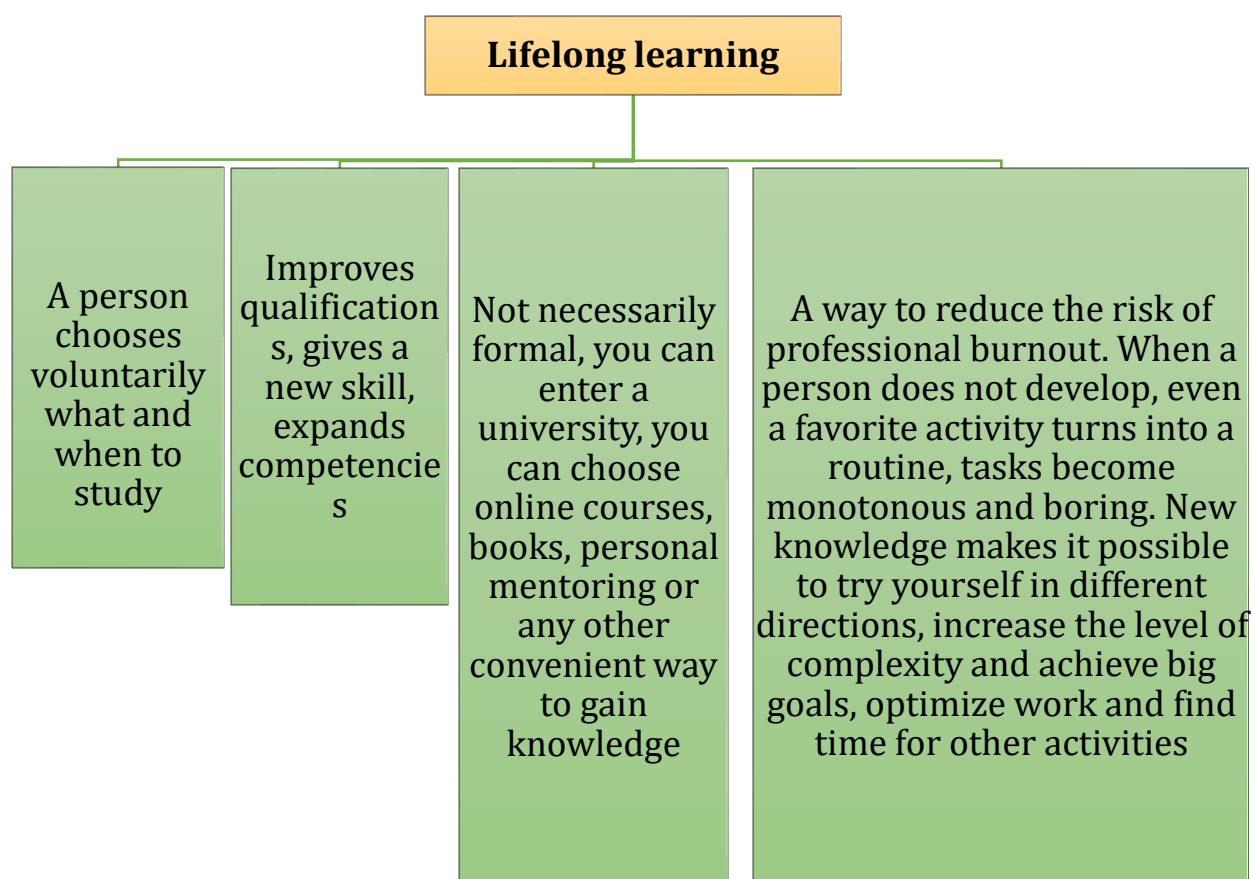 Lifelong learning
A person
chooses
voluntarily
what and
when to
study
Improves
qualification
s, gives a
new skill,
expands
competencie
s
Not necessarily
formal, you can
enter a
university, you
can choose
online courses,
books, personal
mentoring or
any other
convenient way
to gain
knowledge
A way to reduce the risk of
professional burnout. When a
person does not develop, even
a favorite activity turns into a
routine, tasks become
monotonous and boring. New
knowledge makes it possible
to try yourself in different
directions, increase the level of
complexity and achieve big
goals, optimize work and find
time for other activities